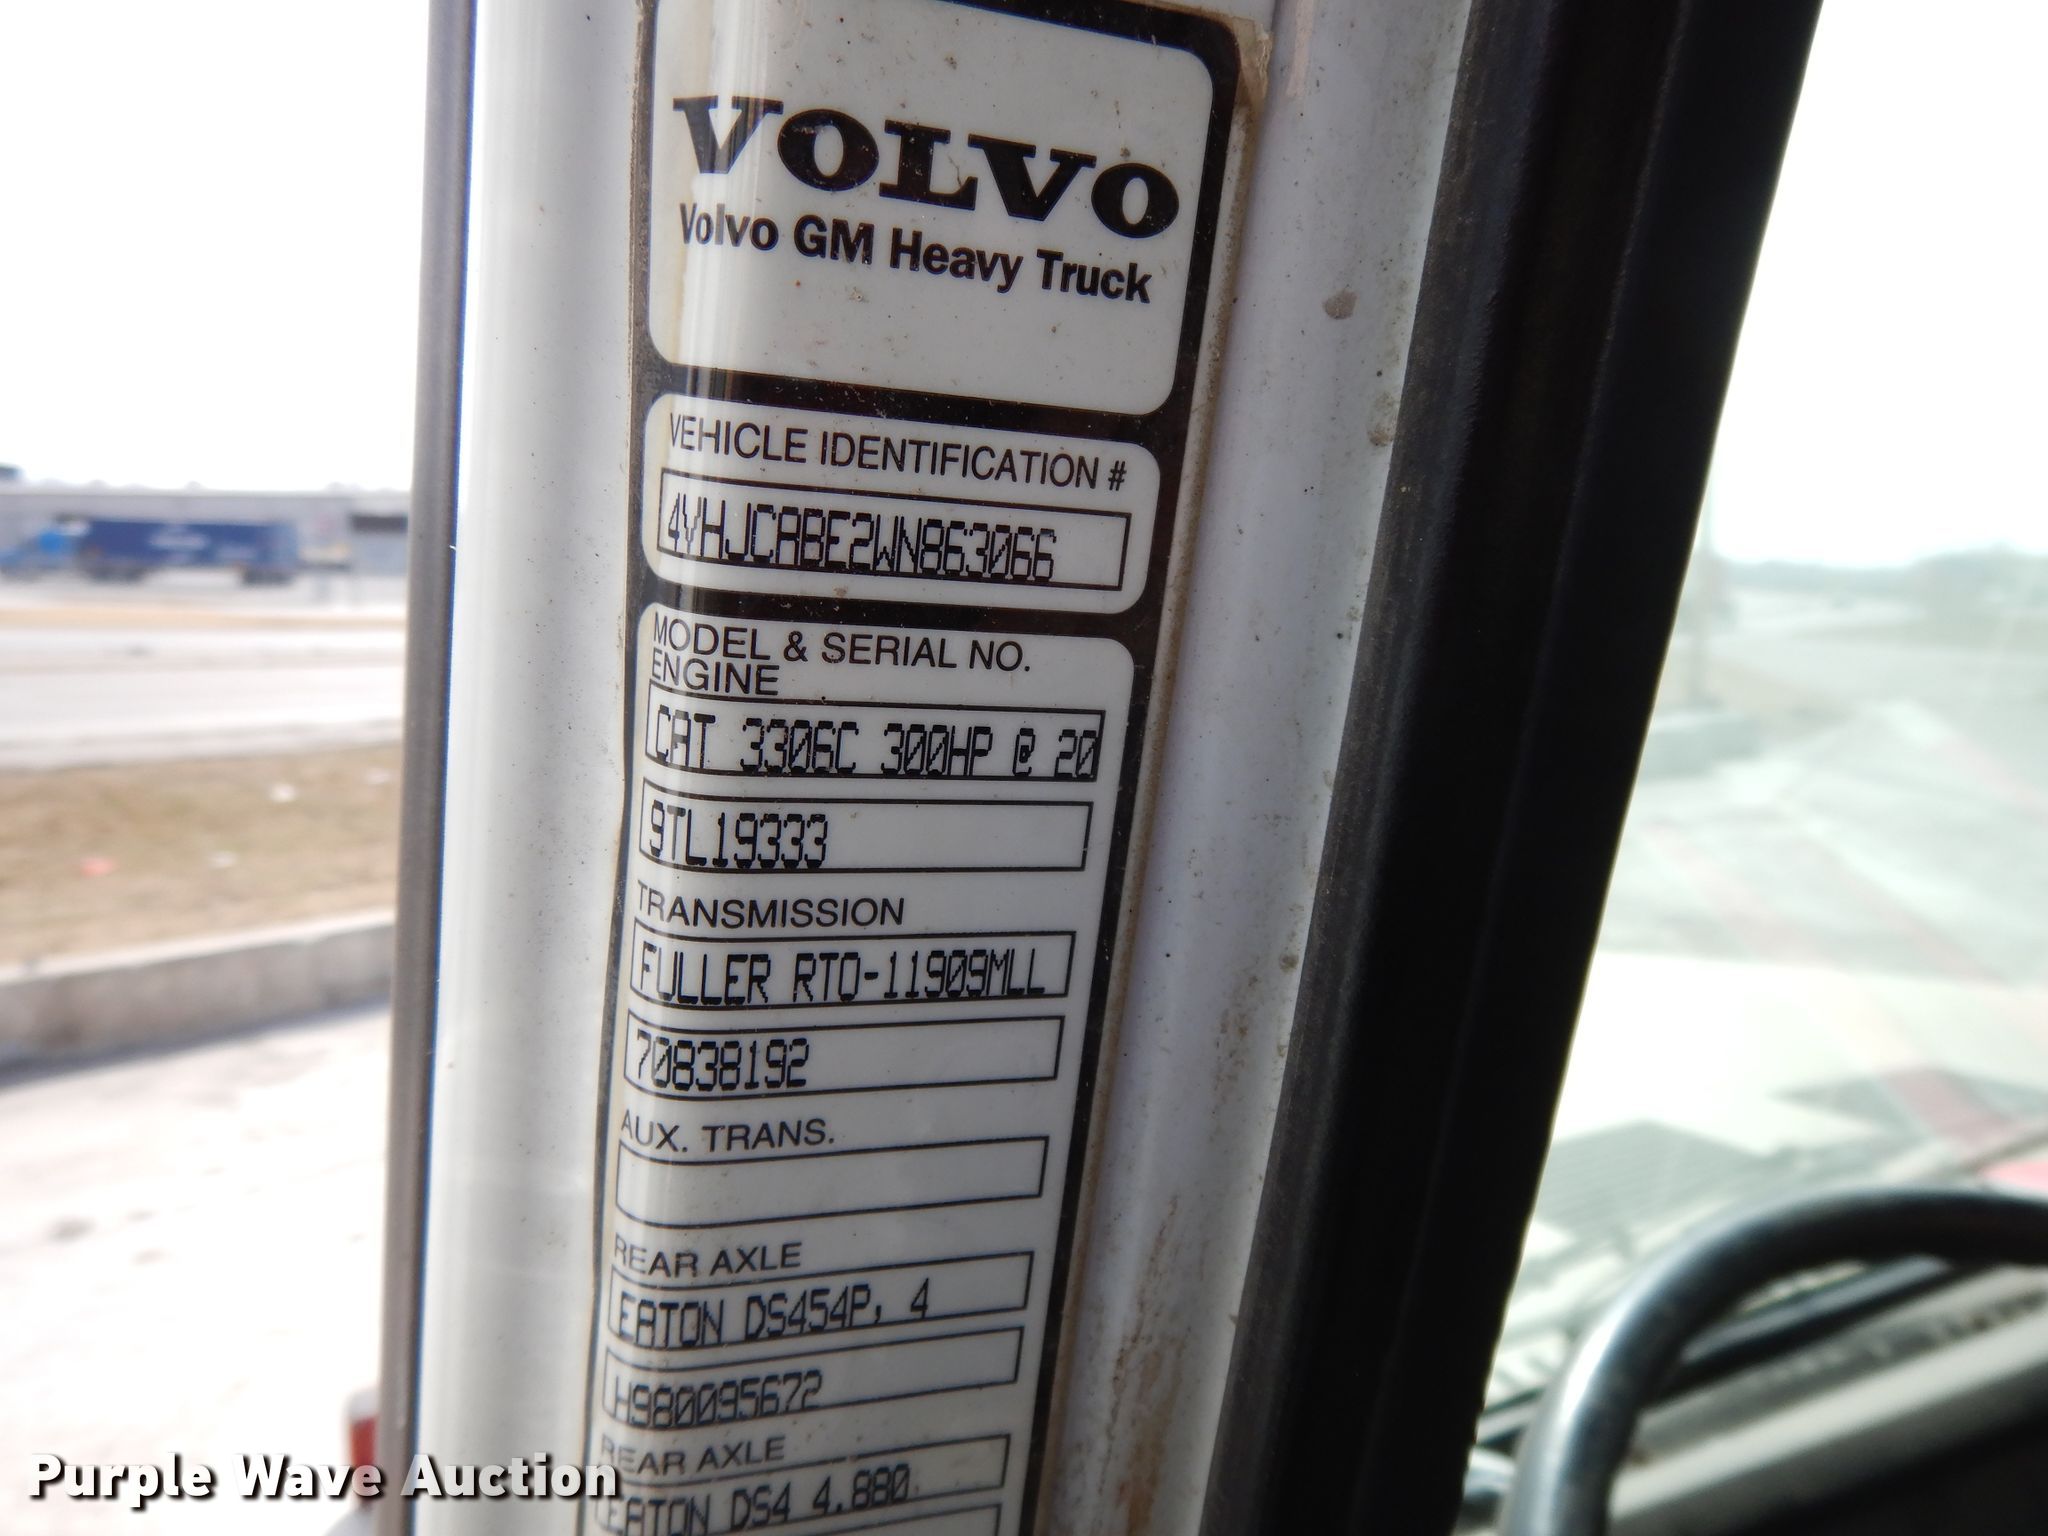 VOLVO
Volvo GM Heavy Truck
VEHICLE IDENTIFICATION #
4VHJCABE2WN863066
MODEL & SERIAL NO.
ENGINE
CAT 3306C 300HP @ 20
9TL19333
TRANSMISSION
FULLER RTO-11909MLL
70838192
AUX. TRANS.
REAR AXLE
EATON DS454P, 4
H980095672
REAR AXLE
EATON DS4 4.880
Purple Wave Auction